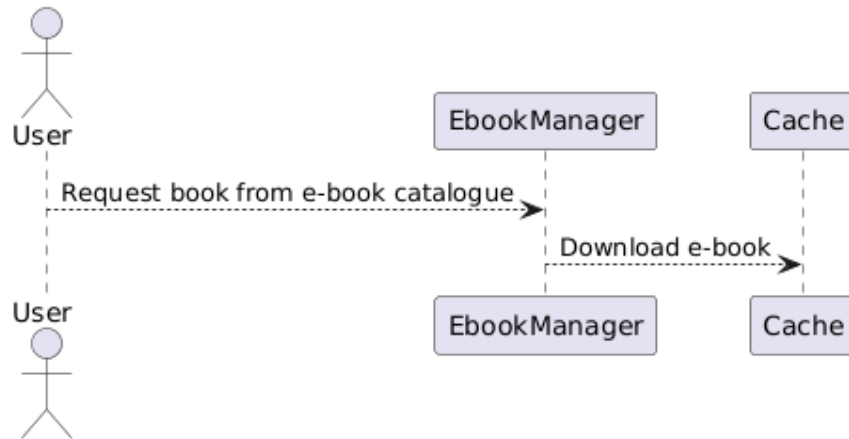 User
EbookManager
Cache
Request book from e-book catalogue
Download e-book
User
EbookManager
Cache